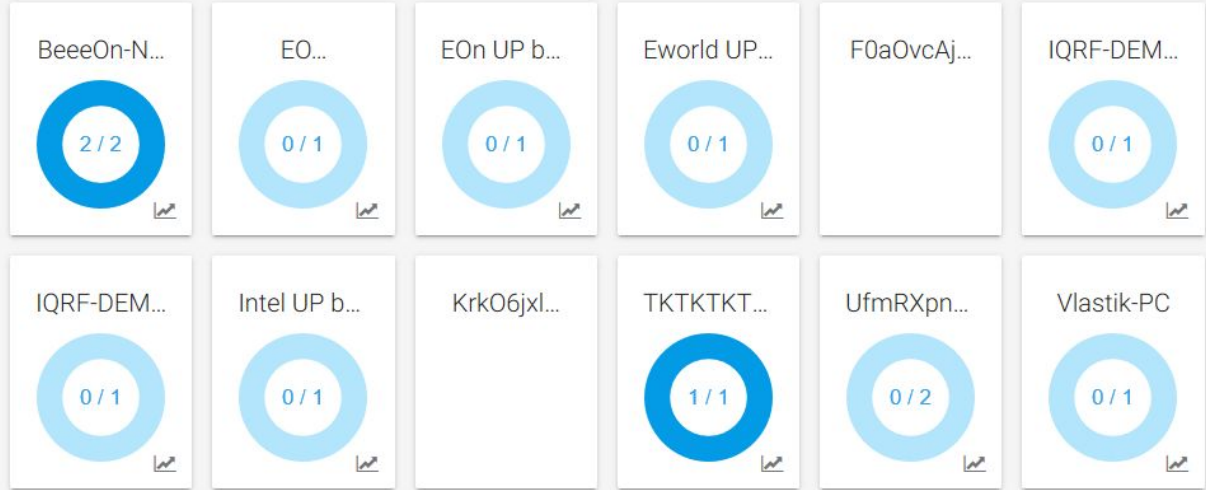 BeeeOn-N... EO... EOn UP b... Eworld UP... F0aOvcAj... IQRF-DEM...
2 / 2 0 / 1 0 / 1 0 / 1 0 / 1
IQRF-DEM... Intel UP b... KrkO6jxl... TKTKTKT... UfmRXpn... Vlastik-PC
0 / 1 0 / 1 1 / 1 0 / 2 0 / 1